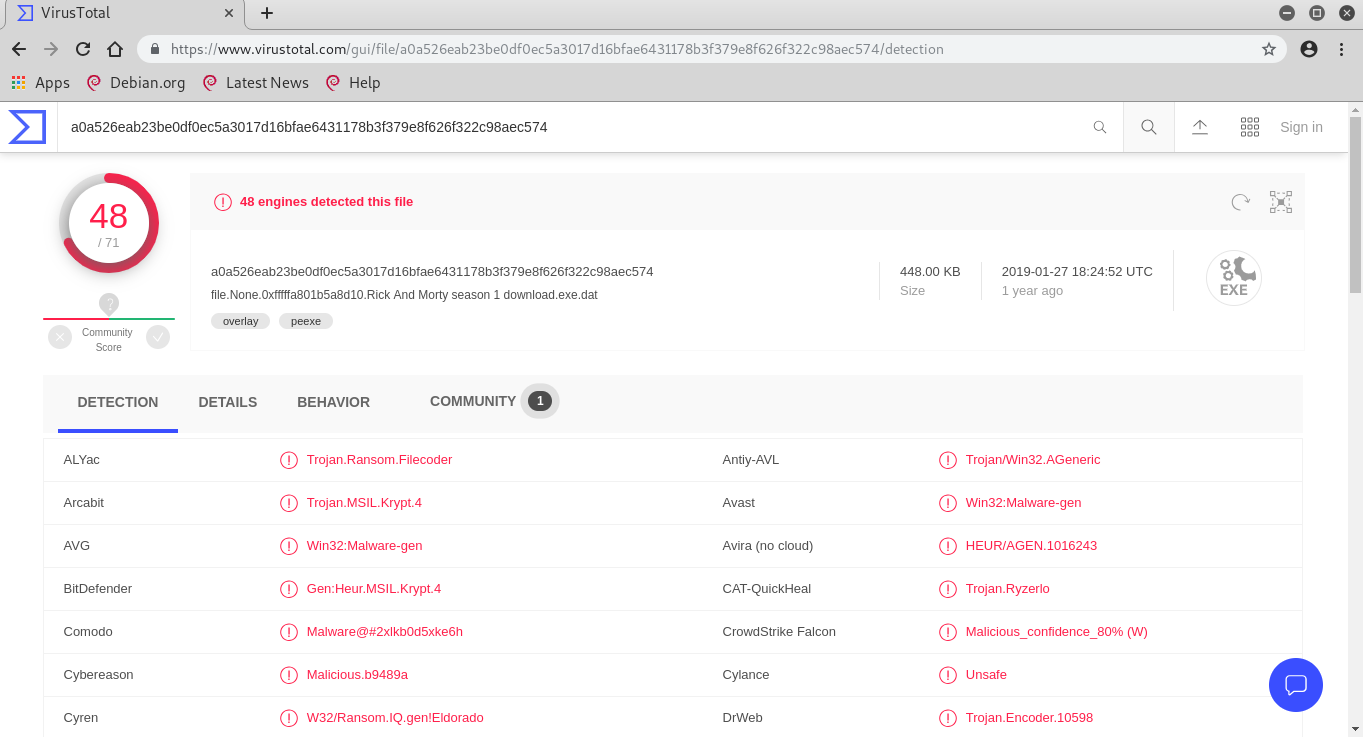 VirusTotal
https://www.virustotal.com/gui/file/a0a526eab23be0df0ec5a3017d16bfae6431178b3f379e8f626f322c98aec574/detection
Apps Debian.org Latest News Help
a0a526eab23be0df0ec5a3017d16bfae6431178b3f379e8f626f322c98aec574 Sign in
48
/ 71
48 engines detected this file
a0a526eab23be0df0ec5a3017d16bfae6431178b3f379e8f626f322c98aec574
file.None.0xfffffa801b5a8d10.Rick And Morty season 1 download.exe.dat
overlay peexe
448.00 KB
Size
2019-01-27 18:24:52 UTC
1 year ago
EXE
?
Community
Score
DETECTION DETAILS BEHAVIOR COMMUNITY 1
ALYac Trojan.Ransom.Filecoder Antiy-AVL Trojan/Win32.AGeneric
Arcabit Trojan.MSIL.Krypt.4 Avast Win32:Malware-gen
AVG Win32:Malware-gen Avira (no cloud) HEUR/AGEN.1016243
BitDefender Gen:Heur.MSIL.Krypt.4 CAT-QuickHeal Trojan.Ryzerlo
Comodo Malware@#2xlkb0d5xke6h CrowdStrike Falcon Malicious_confidence_80% (W)
Cybereason Malicious.b9489a Cylance Unsafe
Cyren W32/Ransom.IQ.gen!Eldorado DrWeb Trojan.Encoder.10598